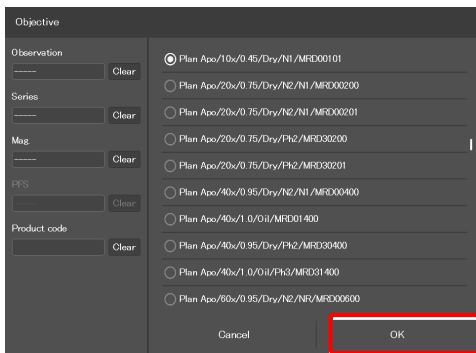 Objective
Observation
-----
Clear
Series
-----
Clear
Mag.
-----
Clear
PFS
-----
Clear
Product code
Clear
Plan Apo/10x/0.45/Dry/N1/MRD00101
Plan Apo/20x/0.75/Dry/N2/N1/MRD00200
Plan Apo/20x/0.75/Dry/N2/N1/MRD00201
Plan Apo/20x/0.75/Dry/Ph2/MRD30200
Plan Apo/20x/0.75/Dry/Ph2/MRD30201
Plan Apo/40x/0.95/Dry/N2/N1/MRD00400
Plan Apo/40x/1.0/Oil/MRD01400
Plan Apo/40x/0.95/Dry/Ph2/MRD30400
Plan Apo/40x/1.0/Oil/Ph3/MRD31400
Plan Apo/60x/0.95/Dry/N2/NR/MRD00600
Cancel
OK